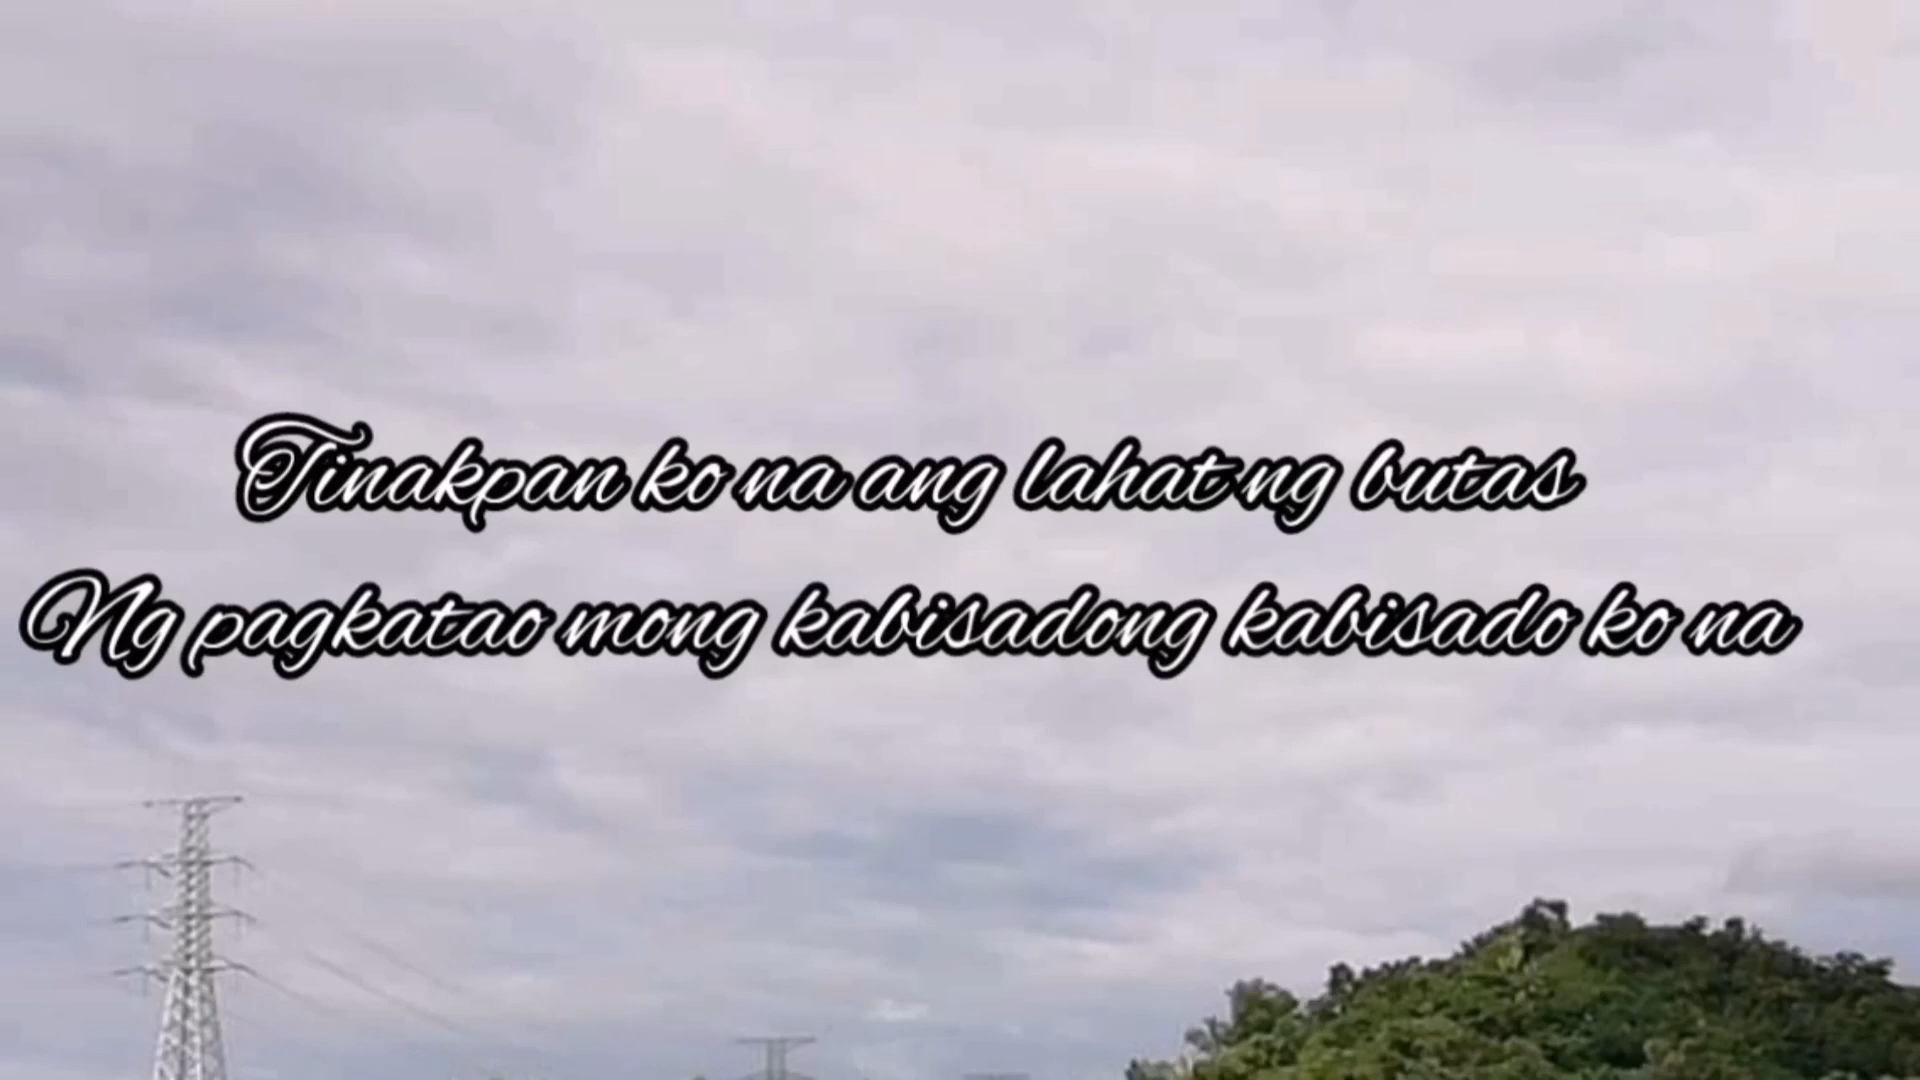 Tinakpan ko na ang lahat ng butas
Ng pagkatao mong kabisadong kabisado ko na